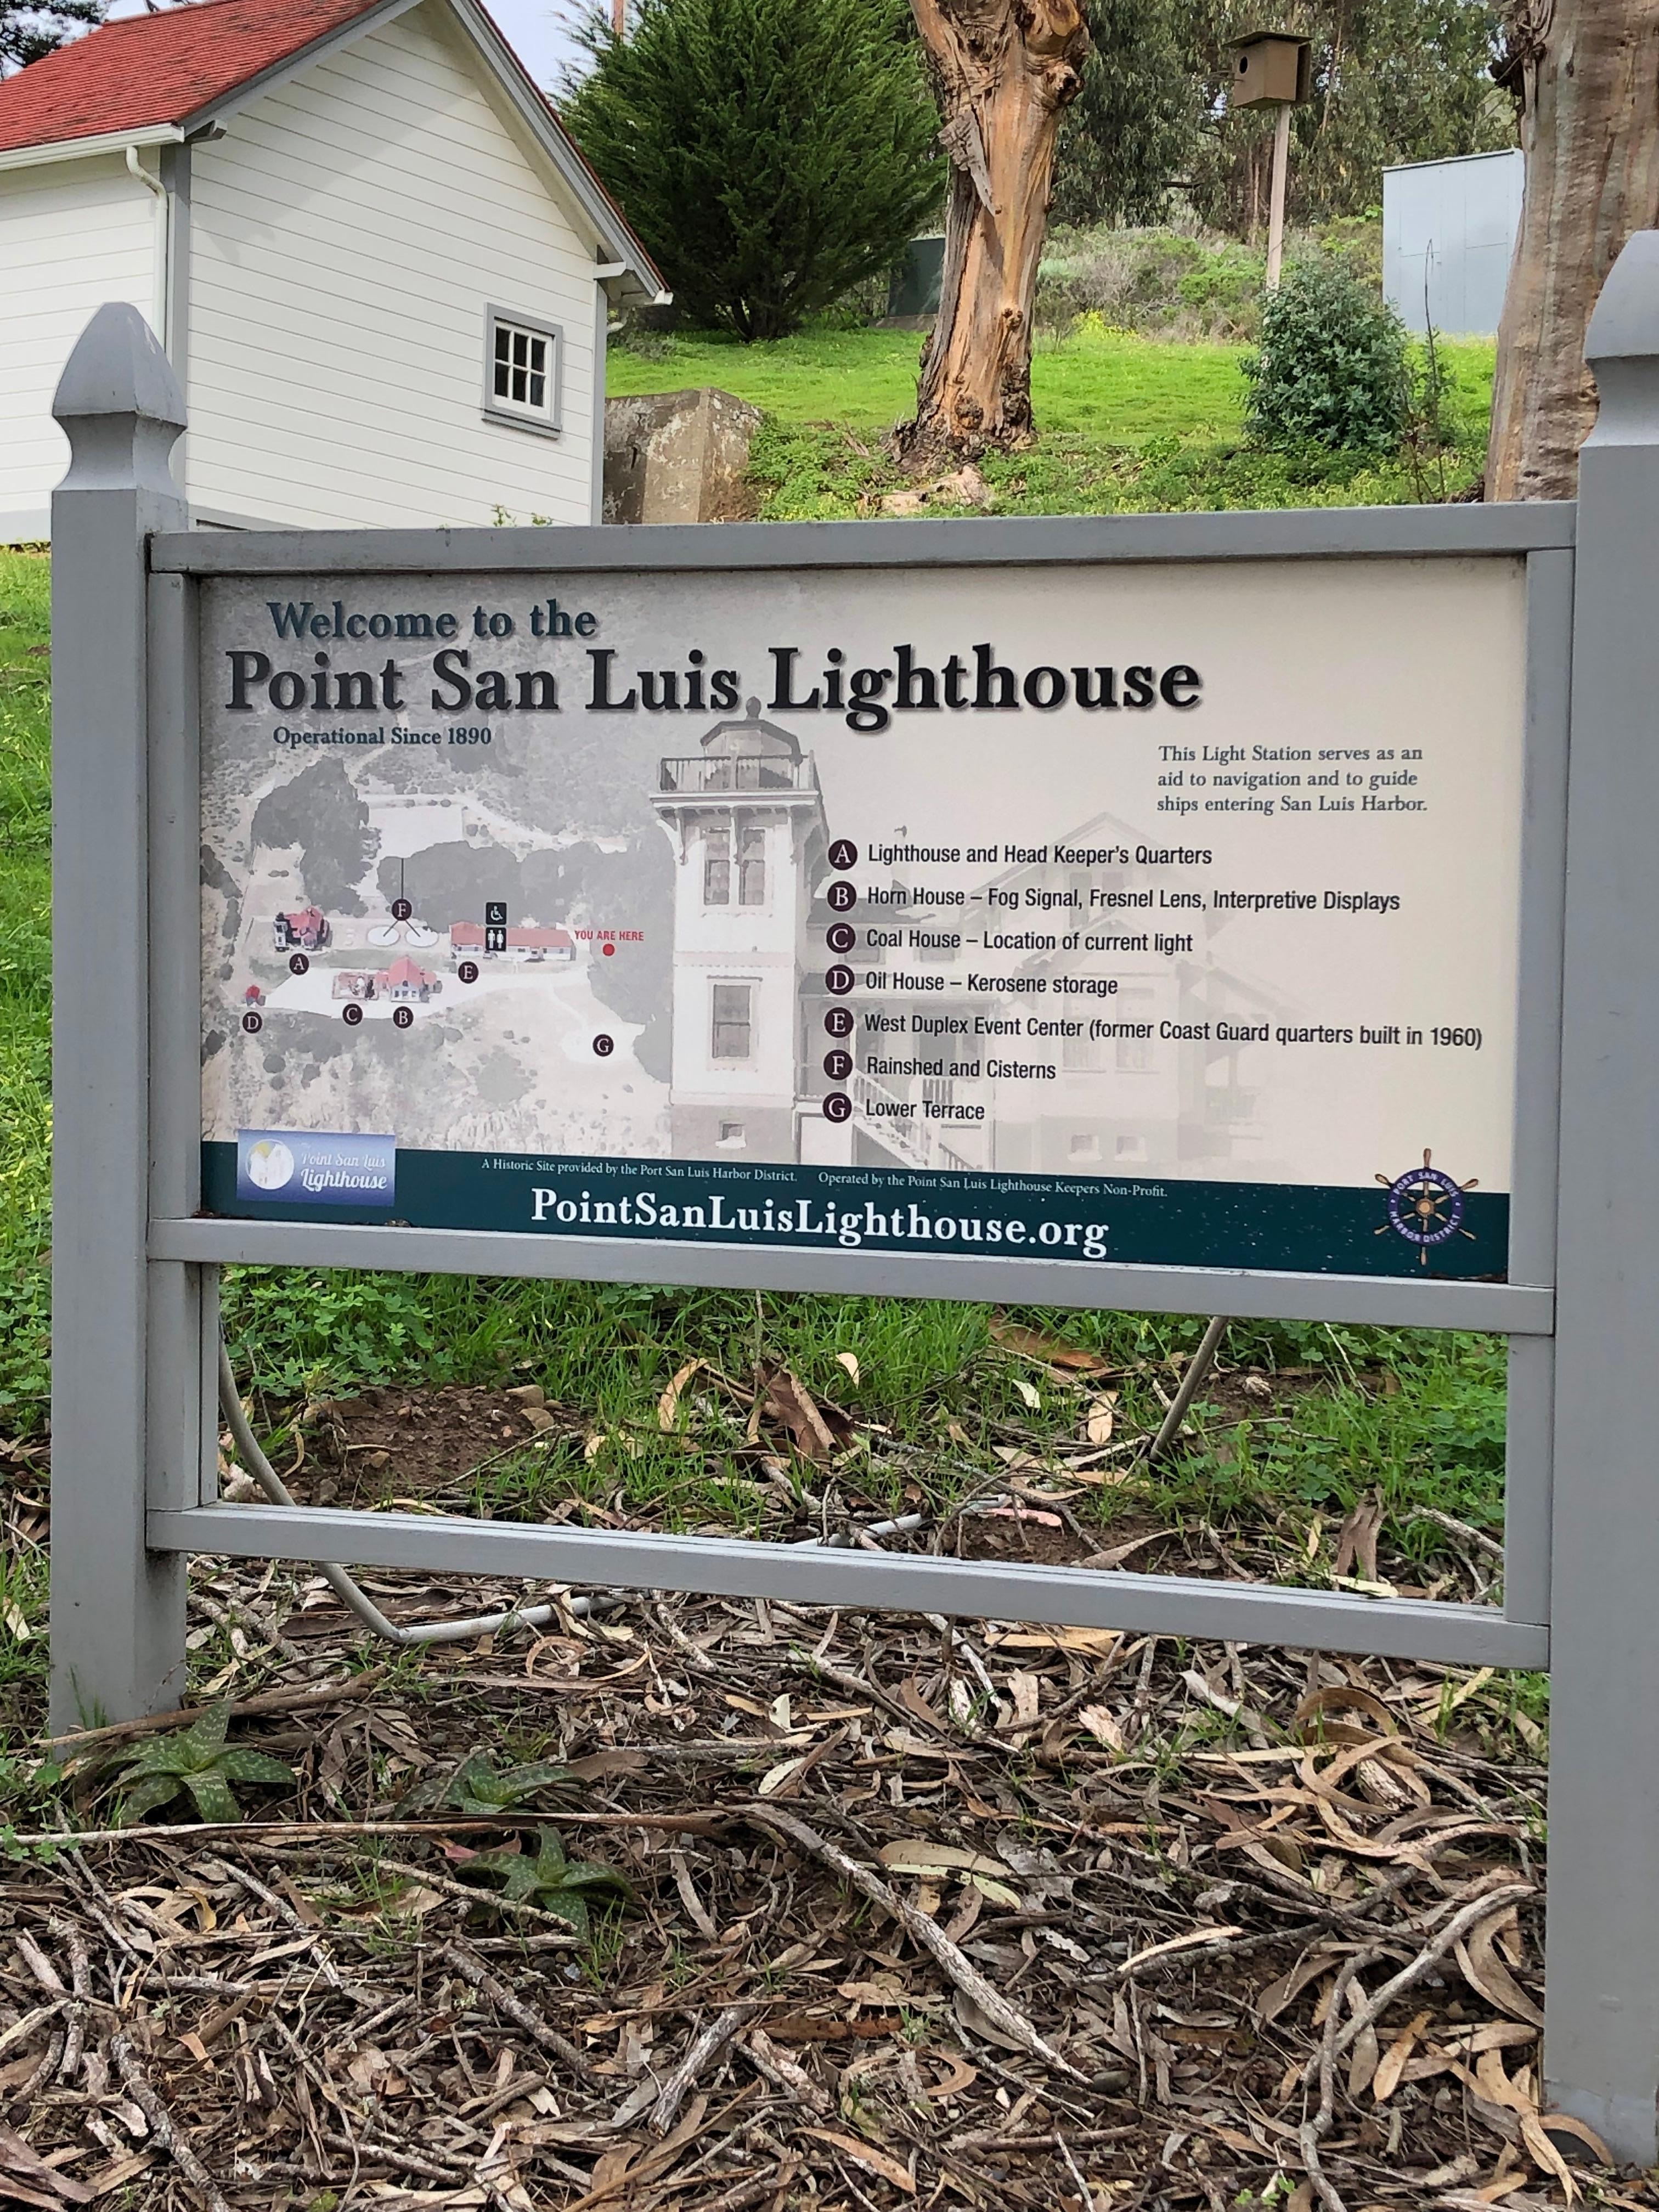 Welcome to the
Point San Luis Lighthouse
Operational Since 1890
This Light Station serves as an
aid to navigation and to guide
ships entering San Luis Harbor.
A Lighthouse and Head Keeper's Quarters
B Horn House – Fog Signal, Fresnel Lens, Interpretive Displays
C Coal House – Location of current light
D Oil House – Kerosene storage
E West Duplex Event Center (former Coast Guard quarters built in 1960)
F Rainshed and Cisterns
G Lower Terrace
F
YOU ARE HERE
A
E
D
C
B
G
Point San Luis
Lighthouse
A Historic Site provided by the Port San Luis Harbor District. Operated by the Point San Luis Lighthouse Keepers Non-Profit.
PointSanLuisLighthouse.org
PORT SAN LUIS
HARBOR DISTRICT